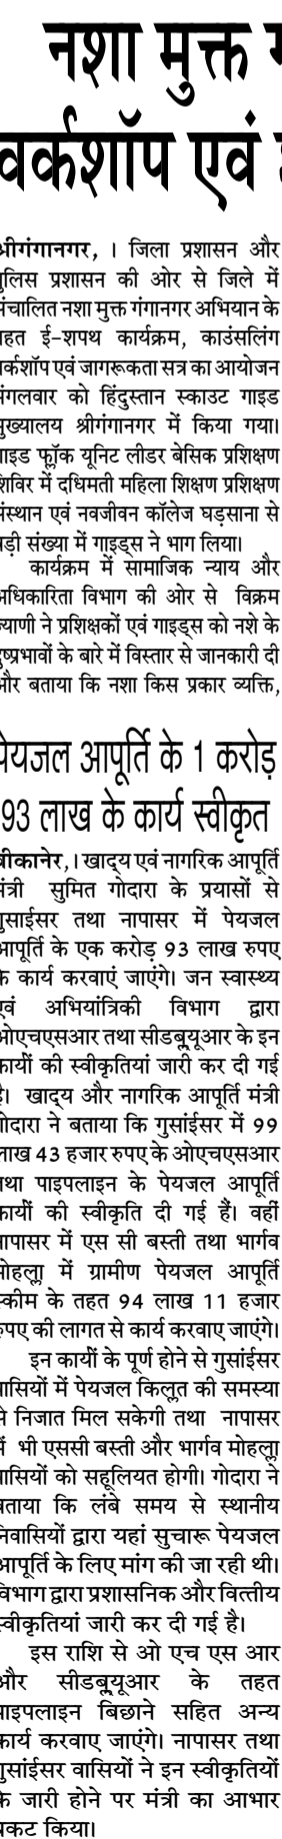 नशा मुक्त
वर्कशॉप एवं
श्रीगंगानगर, । जिला प्रशासन और
पुलिस प्रशासन की ओर से जिले में
संचालित नशा मुक्त गंगानगर अभियान के
तहत ई-शपथ कार्यक्रम, काउंसलिंग
वर्कशॉप एवं जागरूकता सत्र का आयोजन
मंगलवार को हिंदुस्तान स्काउट गाइड
मुख्यालय श्रीगंगानगर में किया गया।
गाइड फ्लॉक यूनिट लीडर बेसिक प्रशिक्षण
शिविर में दधिमती महिला शिक्षण प्रशिक्षण
संस्थान एवं नवजीवन कॉलेज घड़साना से
बड़ी संख्या में गाइड्स ने भाग लिया।
कार्यक्रम में सामाजिक न्याय और
अधिकारिता विभाग की ओर से विक्रम
ज्याणी ने प्रशिक्षकों एवं गाइड्स को नशे के
दुष्प्रभावों के बारे में विस्तार से जानकारी दी
और बताया कि नशा किस प्रकार व्यक्ति,
पेयजल आपूर्ति के 1 करोड़
93 लाख के कार्य स्वीकृत
बीकानेर, । खाद्य एवं नागरिक आपूर्ति
मंत्री सुमित गोदारा के प्रयासों से
गुसाईसर तथा नापासर में पेयजल
आपूर्ति के एक करोड़ 93 लाख रुपए
के कार्य करवाएं जाएंगे। जन स्वास्थ्य
एवं अभियांत्रिकी विभाग द्वारा
ओएचएसआर तथा सीडब्ल्यूआर के इन
कार्यों की स्वीकृतियां जारी कर दी गई
है। खाद्य और नागरिक आपूर्ति मंत्री
गोदारा ने बताया कि गुसांईसर में 99
लाख 43 हजार रुपए के ओएचएसआर
तथा पाइपलाइन के पेयजल आपूर्ति
कार्यों की स्वीकृति दी गई हैं। वहीं
नापासर में एस सी बस्ती तथा भार्गव
मोहल्ला में ग्रामीण पेयजल आपूर्ति
स्कीम के तहत 94 लाख 11 हजार
रुपए की लागत से कार्य करवाए जाएंगे।
इन कार्यों के पूर्ण होने से गुसांईसर
वासियों में पेयजल किल्लत की समस्या
से निजात मिल सकेगी तथा नापासर
में भी एससी बस्ती और भार्गव मोहल्ला
वासियों को सहूलियत होगी। गोदारा ने
बताया कि लंबे समय से स्थानीय
निवासियों द्वारा यहां सुचारू पेयजल
आपूर्ति के लिए मांग की जा रही थी।
विभाग द्वारा प्रशासनिक और वित्तीय
स्वीकृतियां जारी कर दी गई है।
इस राशि से ओ एच एस आर
और सीडब्ल्यूआर के तहत
पाइपलाइन बिछाने सहित अन्य
कार्य करवाए जाएंगे। नापासर तथा
गुसांईसर वासियों ने इन स्वीकृतियों
के जारी होने पर मंत्री का आभार
प्रकट किया।